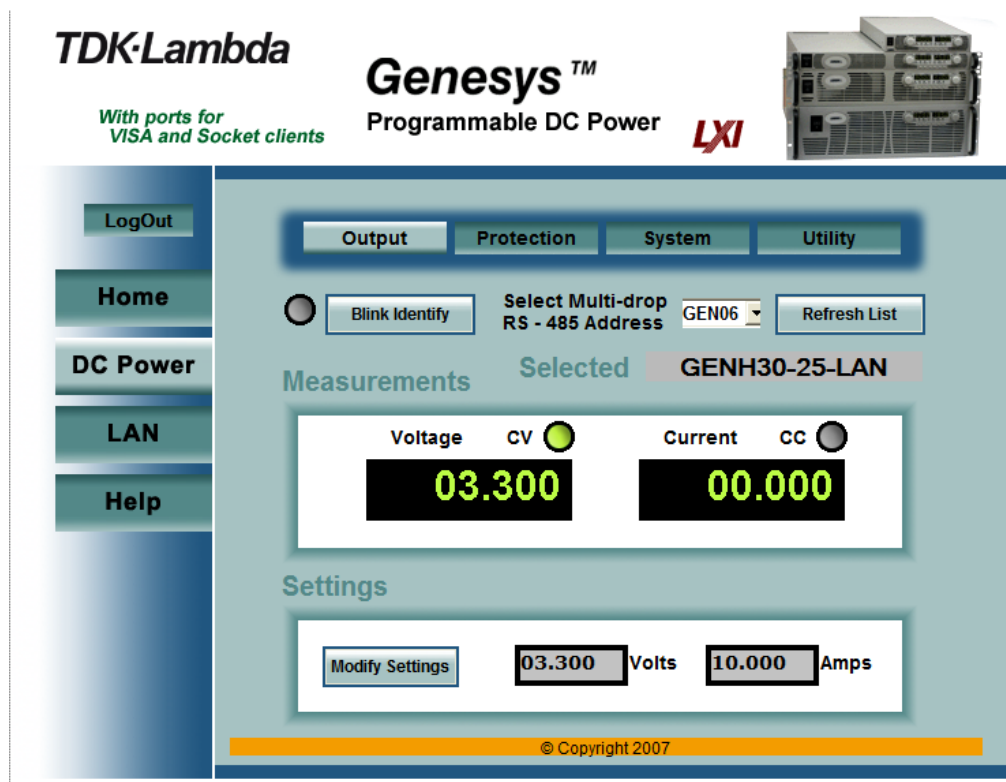 TDK·Lambda
Genesys™
With ports for
VISA and Socket clients
Programmable DC Power
LXI
LogOut
Output Protection System Utility
Home
Blink Identify
Select Multi-drop
RS - 485 Address
GEN06
Refresh List
DC Power
Selected GENH30-25-LAN
Measurements
LAN
Voltage CV Current CC
03.300 00.000
Help
Settings
Modify Settings 03.300 Volts 10.000 Amps
© Copyright 2007